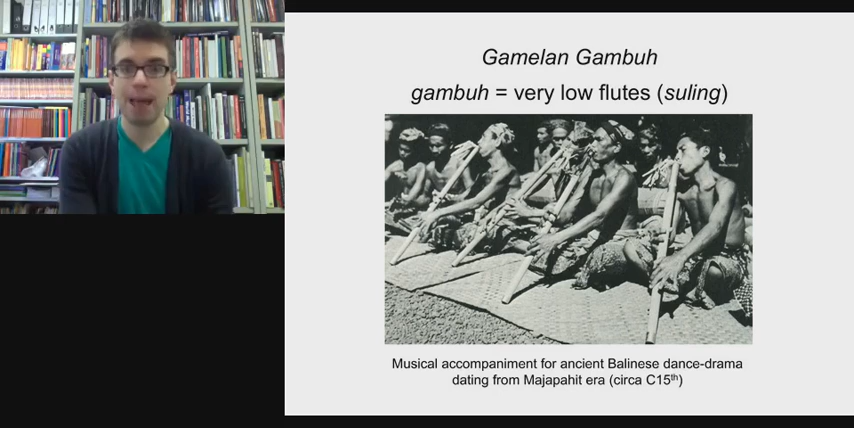 Gamelan Gambuh
gambuh = very low flutes (suling)
Musical accompaniment for ancient Balinese dance-drama
dating from Majapahit era (circa C15th)